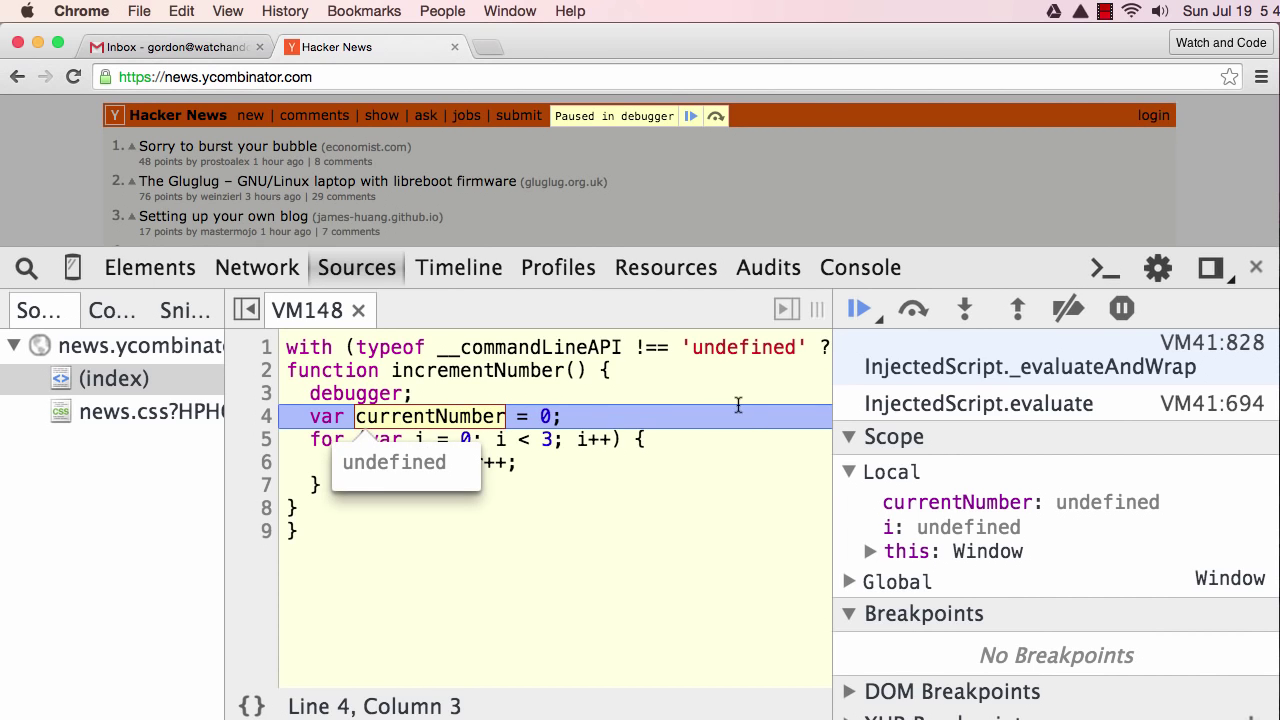 Chrome File Edit View History Bookmarks People Window Help Sun Jul 19 5 4
Inbox - gordon@watchand Hacker News Watch and Code
https://news.ycombinator.com
Y Hacker News new | comments | show | ask | jobs | submit Paused in debugger login
1. Sorry to burst your bubble (economist.com)
48 points by prostoalex 1 hour ago | 8 comments
2. The Gluglug – GNU/Linux laptop with libreboot firmware (gluglug.org.uk)
76 points by weinzierl 3 hours ago | 29 comments
3. Setting up your own blog (james-huang.github.io)
17 points by mastermojo 1 hour ago | 7 comments
Elements Network Sources Timeline Profiles Resources Audits Console
So... Co... Sni... VM148
news.ycombinat
(index)
news.css?HPH
1 with (typeof __commandLineAPI !== 'undefined' ?
2 function incrementNumber() {
3 debugger;
4 var currentNumber = 0;
5 for (var i = 0; i < 3; i++) {
6 r++;
undefined
7 }
8 }
9 }
{} Line 4, Column 3
VM41:828
InjectedScript._evaluateAndWrap
InjectedScript.evaluate VM41:694
Scope
Local
currentNumber: undefined
i: undefined
this: Window
Global Window
Breakpoints
No Breakpoints
DOM Breakpoints